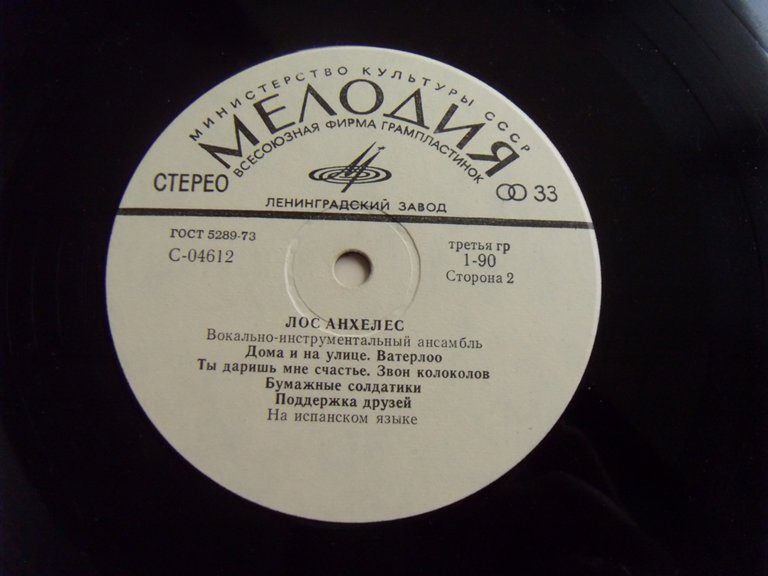 МИНИСТЕРСТВО КУЛЬТУРЫ СССР
МЕЛОДИЯ
ВСЕСОЮЗНАЯ ФИРМА ГРАМПЛАСТИНОК
СТЕРЕО
33
ЛЕНИНГРАДСКИЙ ЗАВОД
ГОСТ 5289-73
С-04612
третья гр
1-90
Сторона 2
ЛОС АНХЕЛЕС
Вокально-инструментальный ансамбль
Дома и на улице. Ватерлоо
Ты даришь мне счастье. Звон колоколов
Бумажные солдатики
Поддержка друзей
На испанском языке